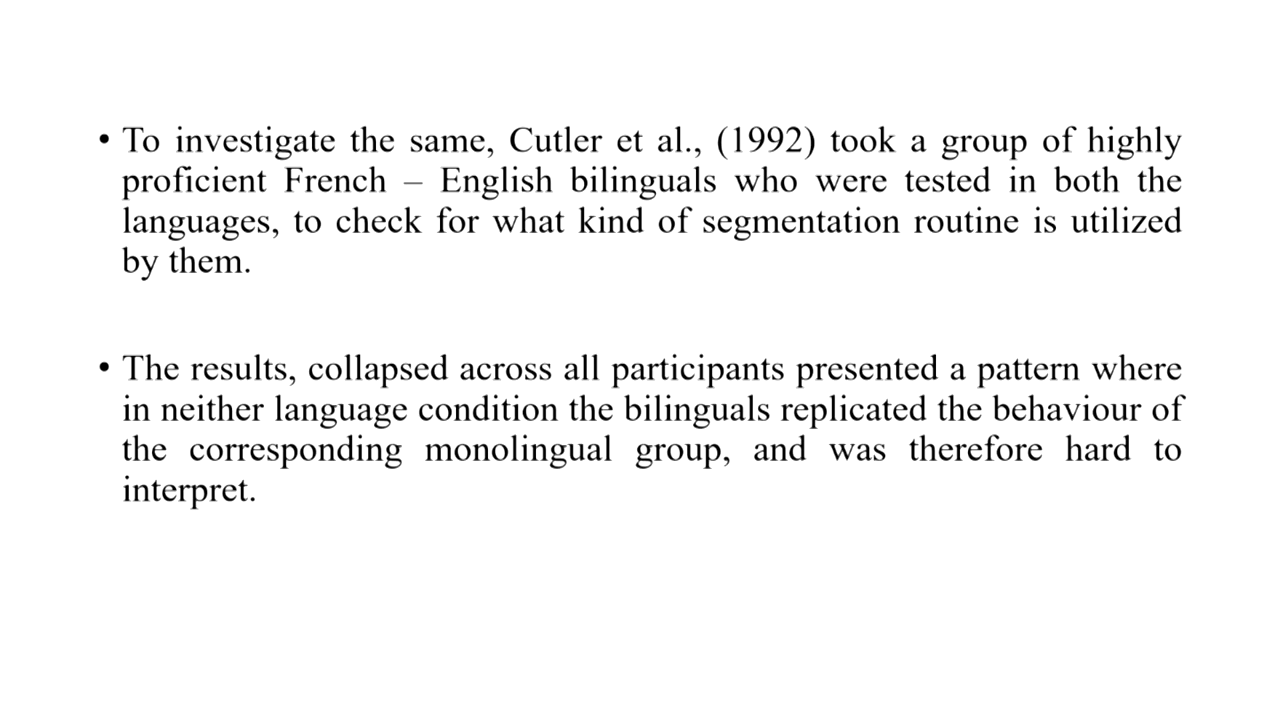 • To investigate the same, Cutler et al., (1992) took a group of highly
proficient French – English bilinguals who were tested in both the
languages, to check for what kind of segmentation routine is utilized
by them.
• The results, collapsed across all participants presented a pattern where
in neither language condition the bilinguals replicated the behaviour of
the corresponding monolingual group, and was therefore hard to
interpret.